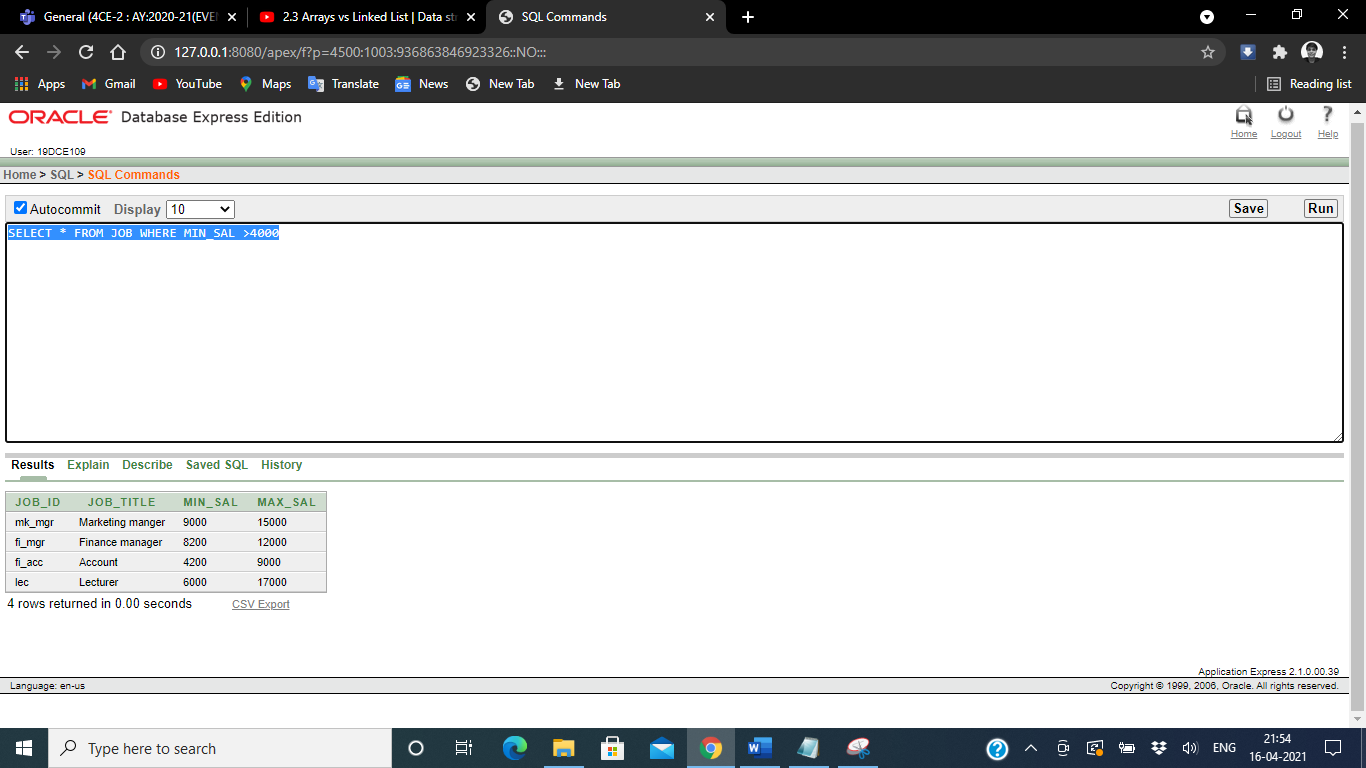 General (4CE-2 : AY:2020-21(EVE
2.3 Arrays vs Linked List | Data st
SQL Commands
127.0.0.1:8080/apex/f?p=4500:1003:936863846923326::NO:::
Apps Gmail YouTube Maps Translate News New Tab New Tab Reading list
ORACLE Database Express Edition
Home Logout Help
User: 19DCE109
Home > SQL > SQL Commands
Autocommit Display 10 Save Run
SELECT * FROM JOB WHERE MIN_SAL >4000
Results Explain Describe Saved SQL History
JOB_ID JOB_TITLE MIN_SAL MAX_SAL
mk_mgr Marketing manger 9000 15000
fi_mgr Finance manager 8200 12000
fi_acc Account 4200 9000
lec Lecturer 6000 17000
4 rows returned in 0.00 seconds CSV Export
Application Express 2.1.0.00.39
Language: en-us Copyright © 1999, 2006, Oracle. All rights reserved.
Type here to search
ENG
21:54
16-04-2021